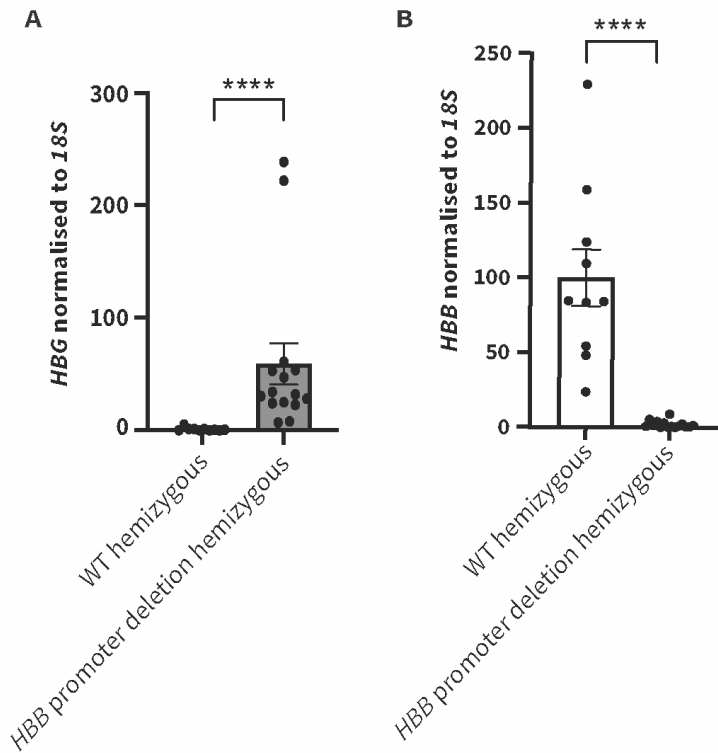 A
HBG normalised to 18S
300
200
100
0
****
WT hemizygous
HBB promoter deletion hemizygous
B
HBB normalised to 18S
250
200
150
100
50
0
****
WT hemizygous
HBB promoter deletion hemizygous